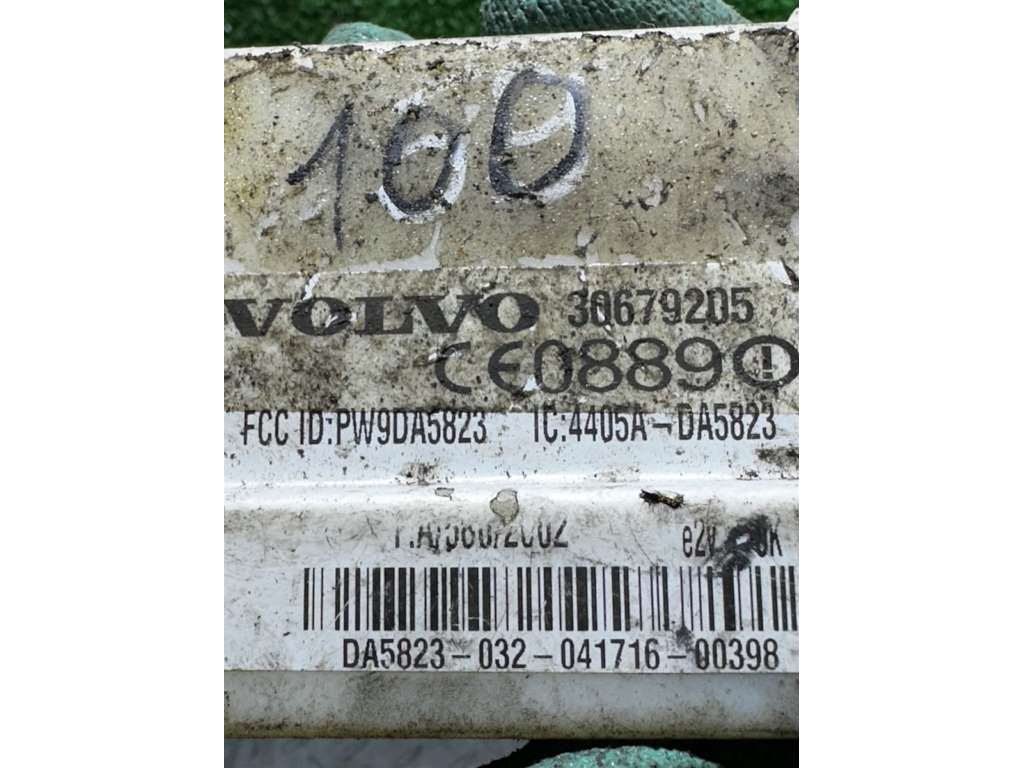 100
VOLVO 30679205
CE0889
FCC ID:PW9DA5823 IC:4405A-DA5823
DA5823-032-041716-00398